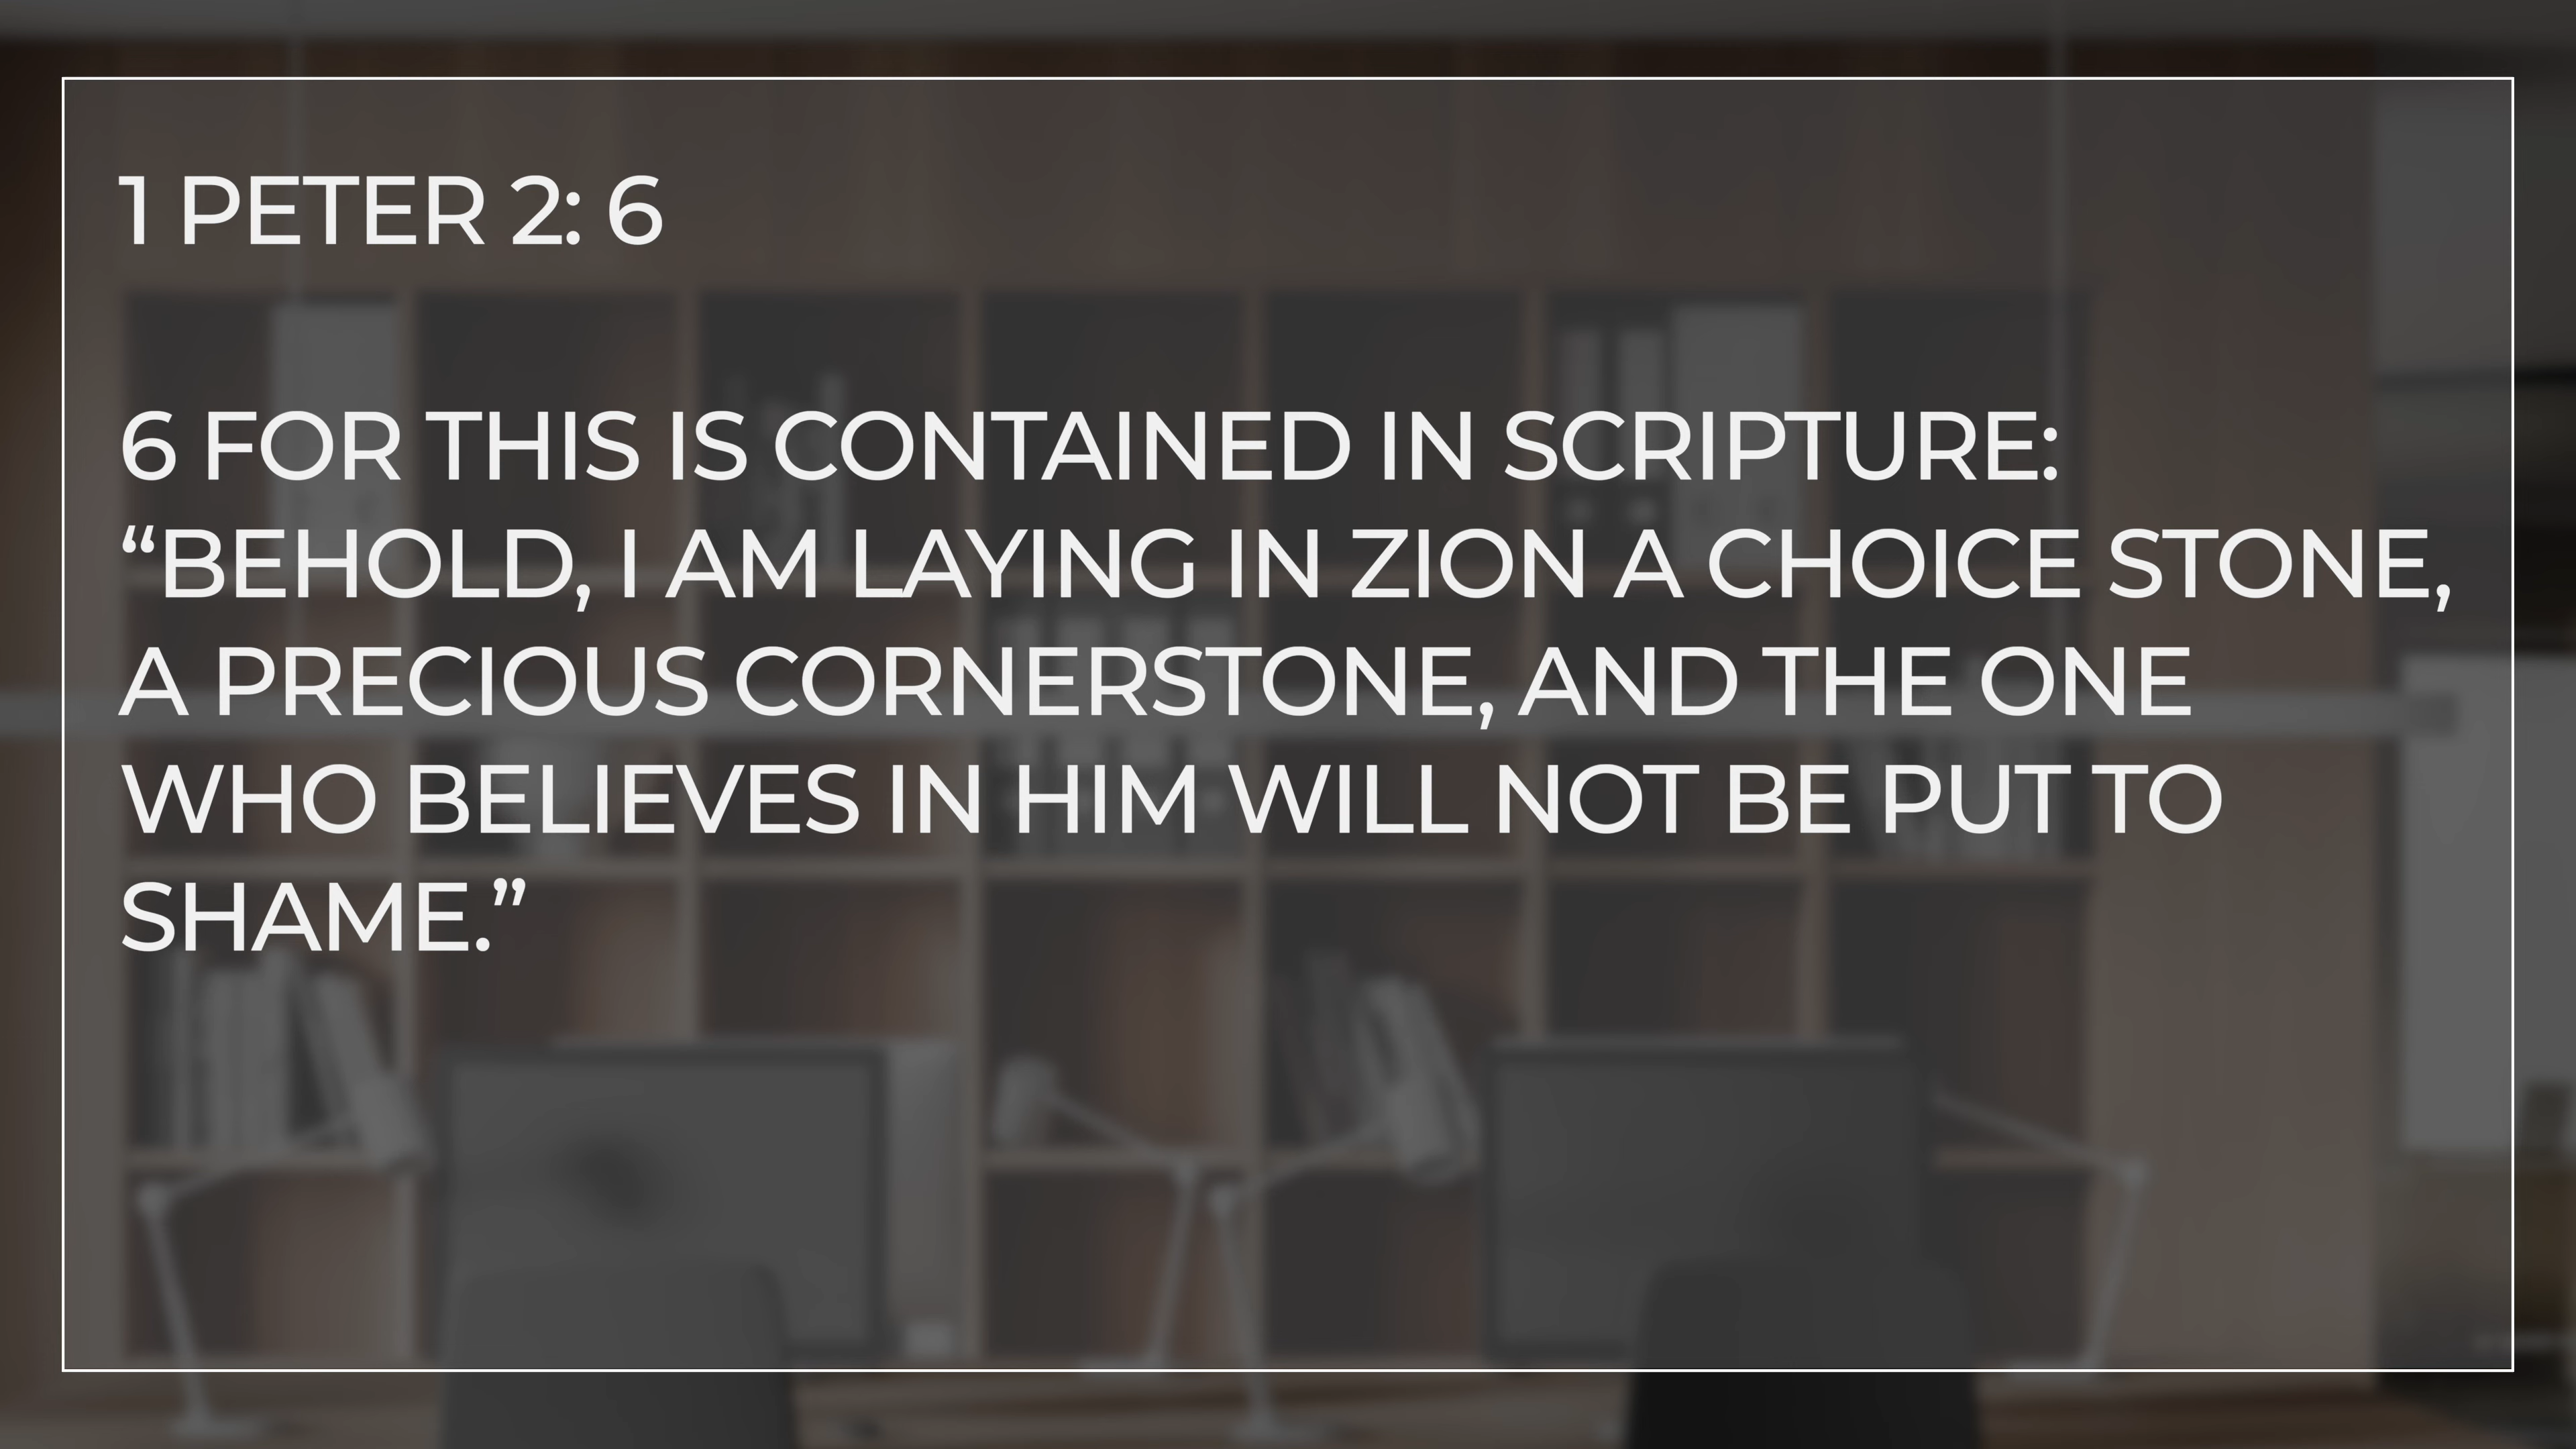 1 PETER 2: 6
6 FOR THIS IS CONTAINED IN SCRIPTURE:
“BEHOLD, I AM LAYING IN ZION A CHOICE STONE,
A PRECIOUS CORNERSTONE, AND THE ONE
WHO BELIEVES IN HIM WILL NOT BE PUT TO
SHAME.”